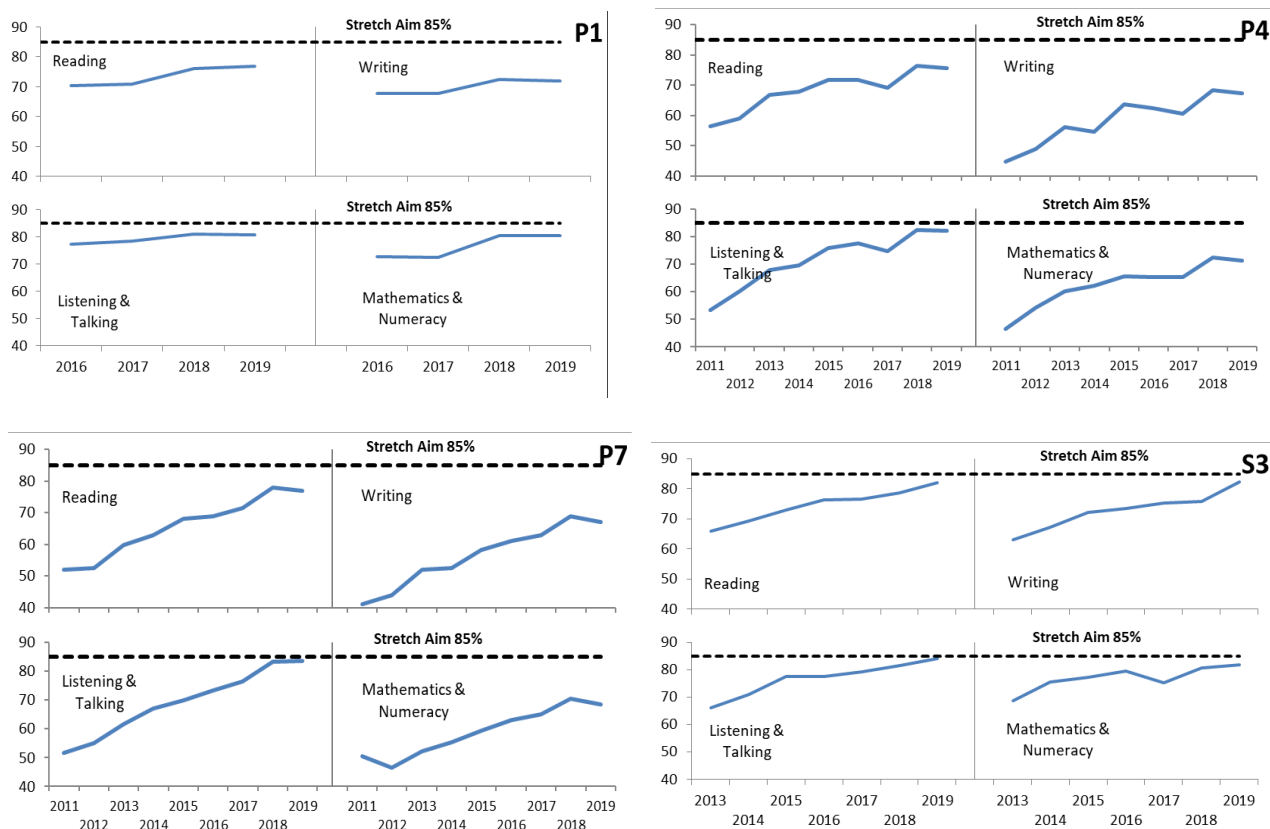 P1
Stretch Aim 85%
90
80
70
60
50
40
Reading
Writing
Stretch Aim 85%
90
80
70
60
50
40
Listening &
Talking
Mathematics &
Numeracy
2016 2017 2018 2019 2016 2017 2018 2019
P4
Stretch Aim 85%
90
80
70
60
50
40
Reading
Writing
Stretch Aim 85%
90
80
70
60
50
40
Listening &
Talking
Mathematics &
Numeracy
2011 2013 2015 2017 2019 2011 2013 2015 2017 2019
2012 2014 2016 2018 2012 2014 2016 2018
P7
Stretch Aim 85%
90
80
70
60
50
40
Reading
Writing
Stretch Aim 85%
90
80
70
60
50
40
Listening &
Talking
Mathematics &
Numeracy
2011 2013 2015 2017 2019 2011 2013 2015 2017 2019
2012 2014 2016 2018 2012 2014 2016 2018
S3
Stretch Aim 85%
90
80
70
60
50
40
Reading
Writing
Stretch Aim 85%
90
80
70
60
50
40
Listening &
Talking
Mathematics &
Numeracy
2013 2015 2017 2019 2013 2015 2017 2019
2014 2016 2018 2014 2016 2018